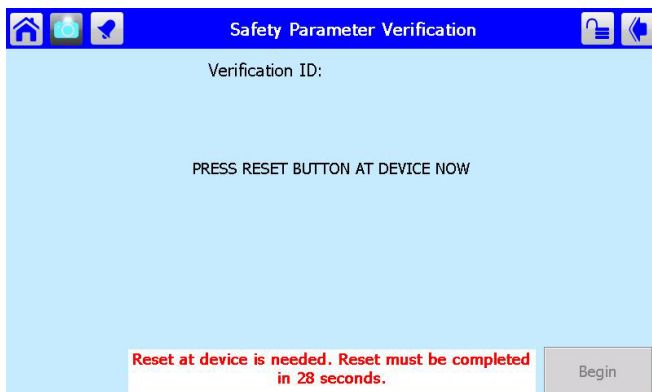 Safety Parameter Verification
Verification ID:
PRESS RESET BUTTON AT DEVICE NOW
Reset at device is needed. Reset must be completed
in 28 seconds.
Begin